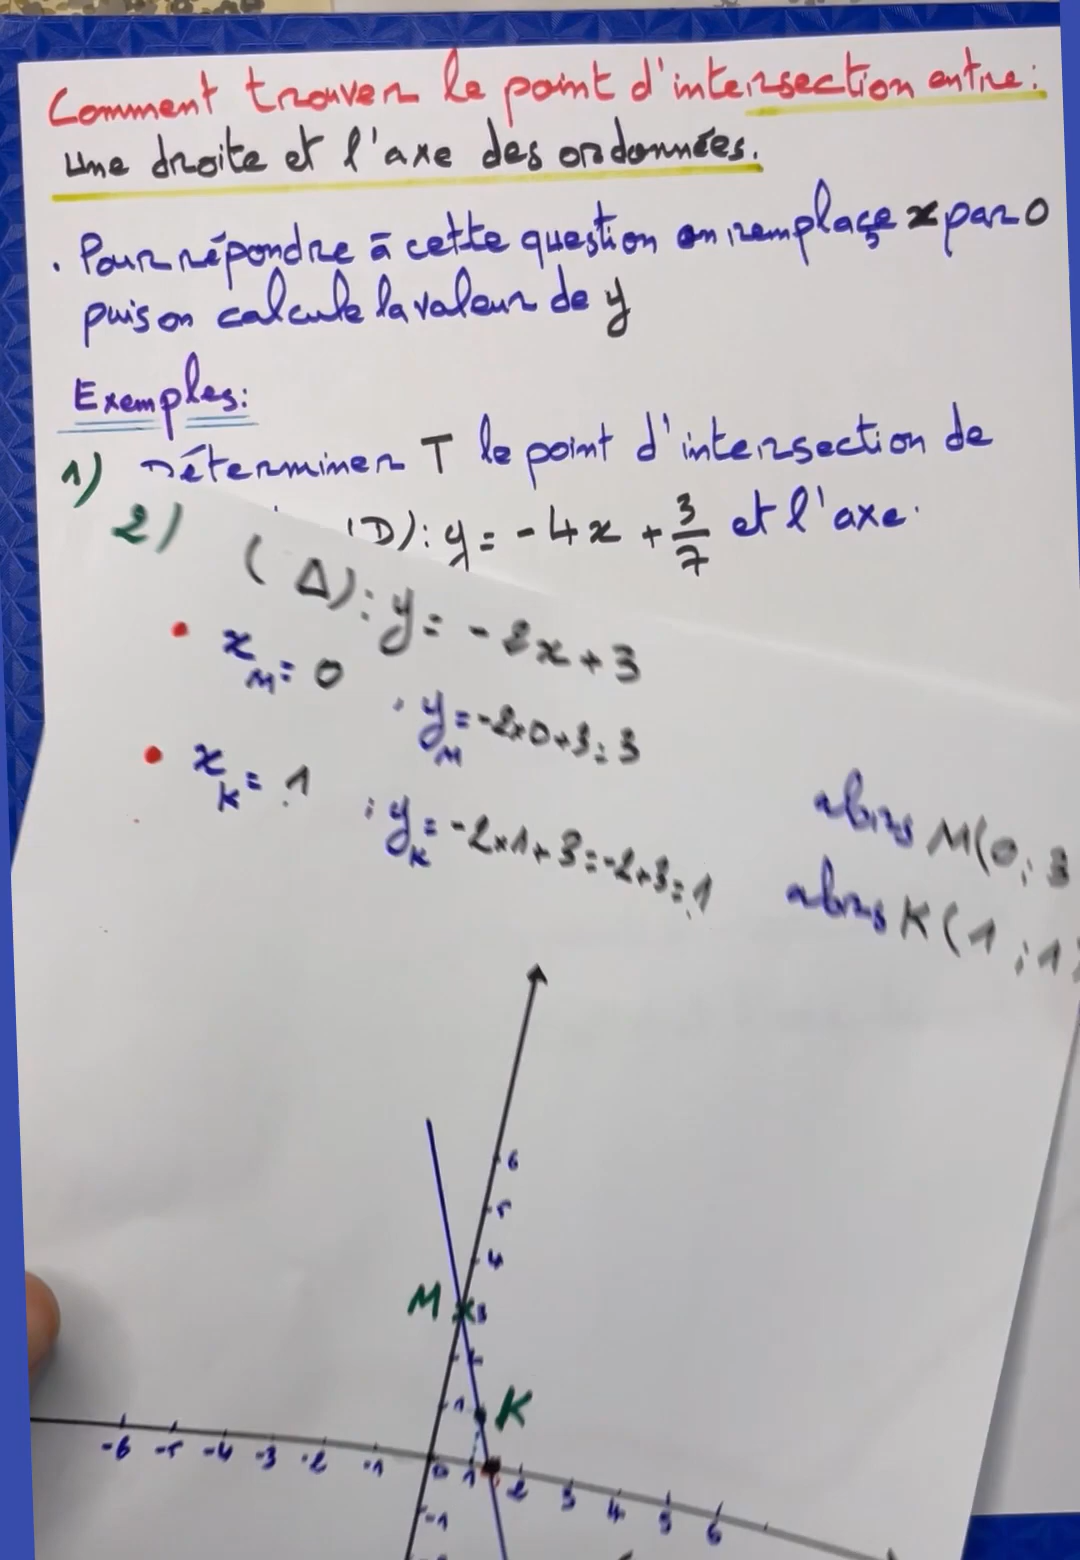 Comment trouver le point d'intersection entre:
une droite et l'axe des ordonnées.
. Pour répondre à cette question on remplaçe x par 0
puis on calcule la valeur de y
Exemples:
1) Déterminer T le point d'intersection de
(D): y = -4x + 3/7 et l'axe.
2) (Δ): y = -2x + 3
• x_M = 0 . y_M = -2×0+3 = 3
alors M(0; 3
• x_K = 1 ; y_K = -2×1+3 = -2+3 = 1
alors K(1; 1)
6
5
4
M 3
1 K
-6 -5 -4 -3 -2 -1 0 1 2 3 4 5 6
-1